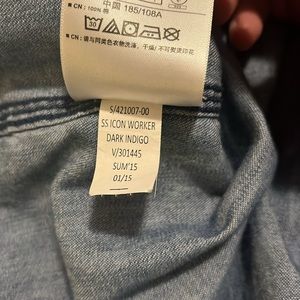 中国 185/108A
■ CN: 100% 棉
30
■ CN: 请与同类色衣物洗涤, 干燥/ 不可熨烫印花
S/421007-00
SS ICON WORKER
DARK INDIGO
V/301445
SUM'15
01/15